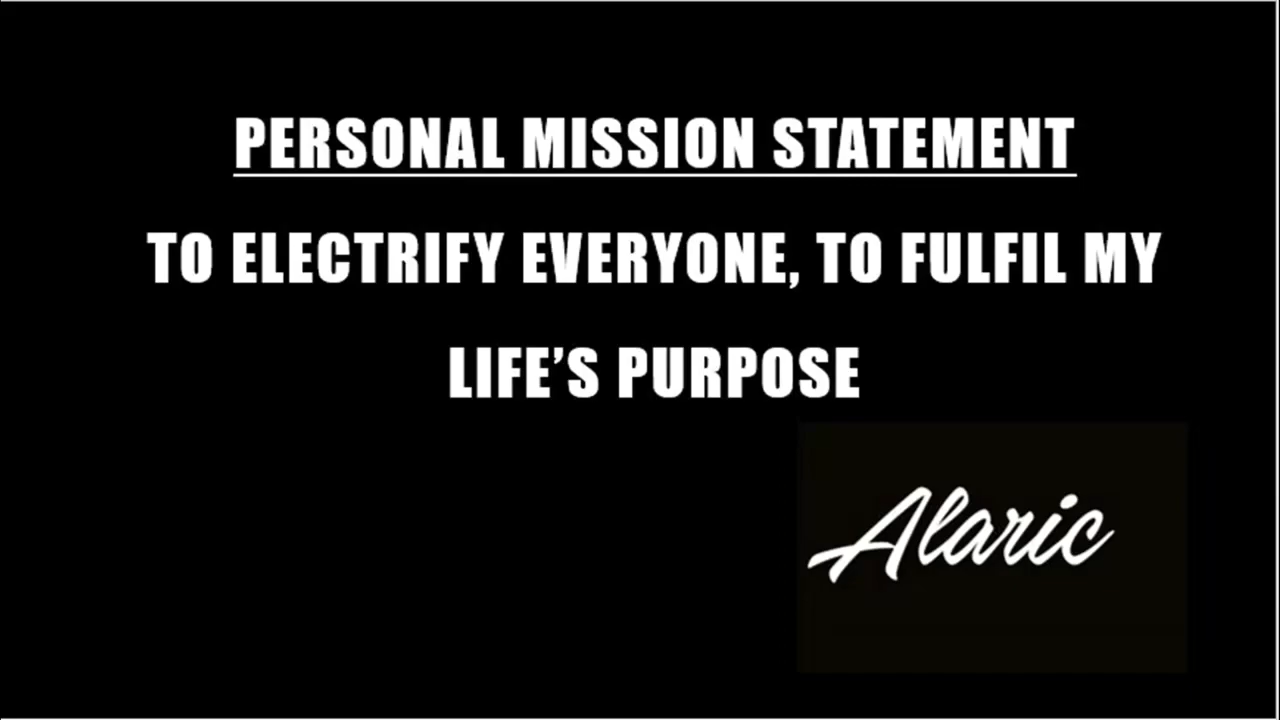 PERSONAL MISSION STATEMENT
TO ELECTRIFY EVERYONE, TO FULFIL MY
LIFE’S PURPOSE
Alaric